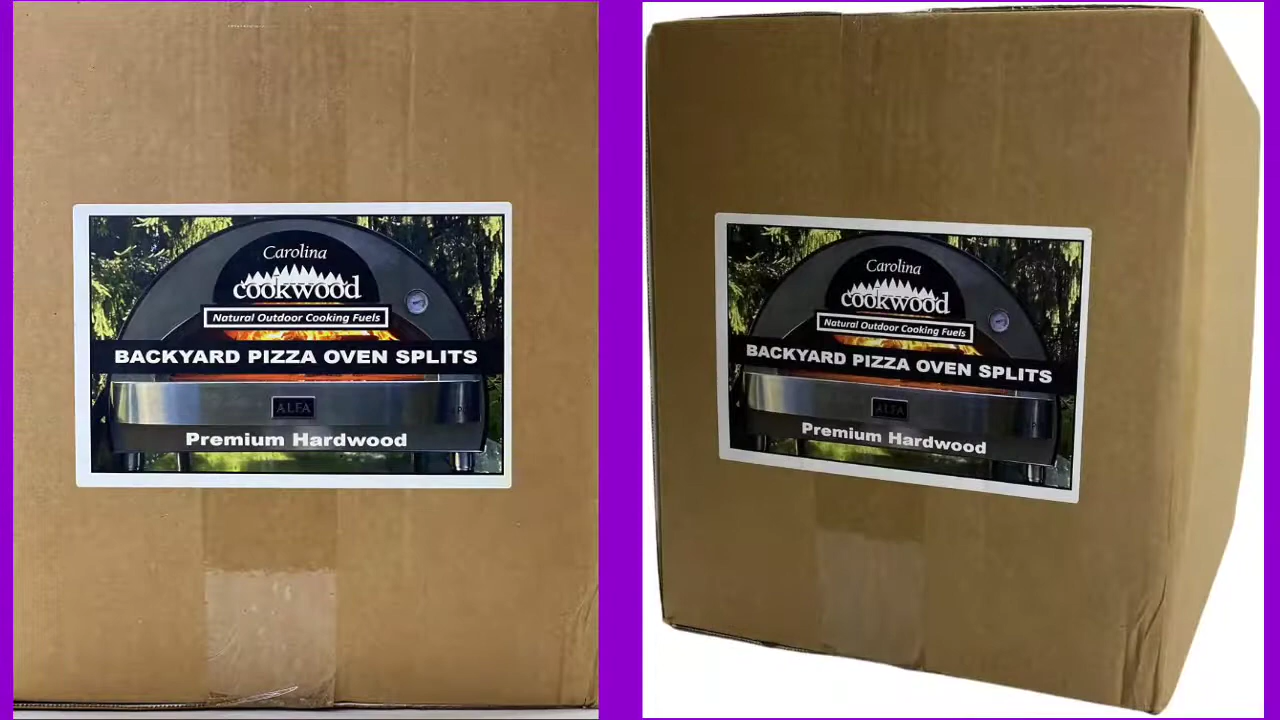 Carolina
cookwood
Natural Outdoor Cooking Fuels
BACKYARD PIZZA OVEN SPLITS
ALFA
Premium Hardwood
Carolina
cookwood
Natural Outdoor Cooking Fuels
BACKYARD PIZZA OVEN SPLITS
ALFA
Premium Hardwood